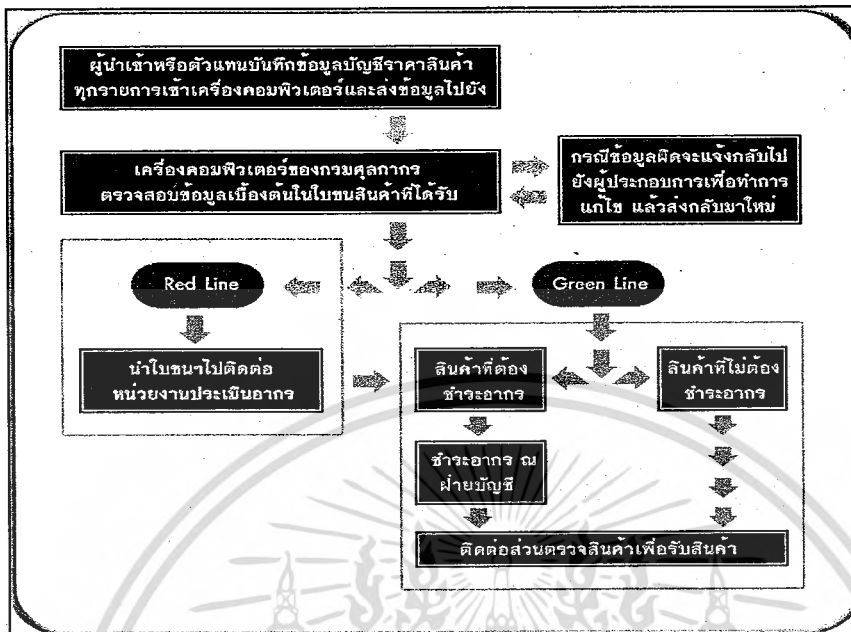 ผู้นำเข้าหรือตัวแทนบันทึกข้อมูลบัญชีราคาสินค้า
ทุกรายการเข้าเครื่องคอมพิวเตอร์และส่งข้อมูลไปยัง
เครื่องคอมพิวเตอร์ของกรมศุลกากร
ตรวจสอบข้อมูลเบื้องต้นในใบขนสินค้าที่ได้รับ
กรณีข้อมูลผิดจะแจ้งกลับไป
ยังผู้ประกอบการเพื่อทำการ
แก้ไข แล้วส่งกลับมาใหม่
Red Line
Green Line
นำใบขนฯไปติดต่อ
หน่วยงานประเมินอากร
สินค้าที่ต้อง
ชำระอากร
สินค้าที่ไม่ต้อง
ชำระอากร
ชำระอากร ณ
ฝ่ายบัญชี
ติดต่อส่วนตรวจสินค้าเพื่อรับสินค้า